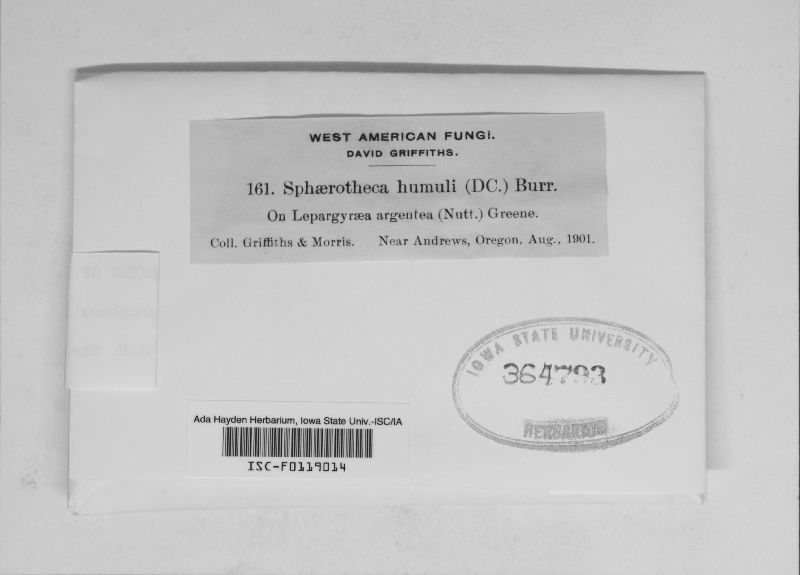 WEST AMERICAN FUNGI.
DAVID GRIFFITHS.
161. Sphærotheca humuli (DC.) Burr.
On Lepargyræa argentea (Nutt.) Greene.
Coll. Griffiths & Morris. Near Andrews, Oregon, Aug., 1901.
IOWA STATE UNIVERSITY
364793
HERBARIUM
Ada Hayden Herbarium, Iowa State Univ.-ISC/IA
ISC-F0119014